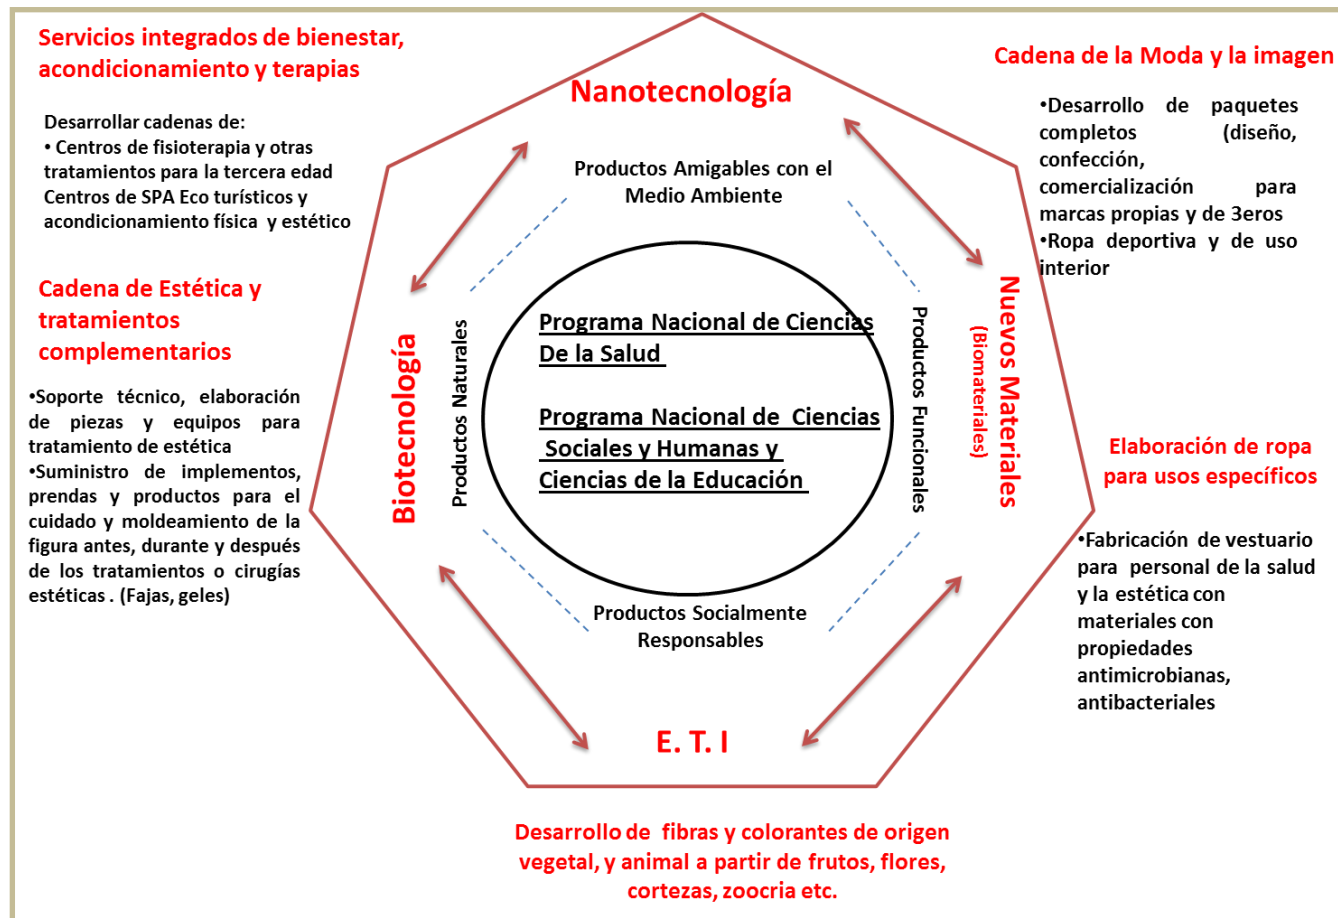 Servicios integrados de bienestar,
acondicionamiento y terapias
Desarrollar cadenas de:
• Centros de fisioterapia y otras
tratamientos para la tercera edad
Centros de SPA Eco turísticos y
acondicionamiento física y estético
Cadena de Estética y
tratamientos
complementarios
•Soporte técnico, elaboración
de piezas y equipos para
tratamiento de estética
•Suministro de implementos,
prendas y productos para el
cuidado y moldeamiento de la
figura antes, durante y después
de los tratamientos o cirugías
estéticas . (Fajas, geles)
Nanotecnología
Productos Amigables con el
Medio Ambiente
Biotecnología
Productos Naturales
Programa Nacional de Ciencias
De la Salud
Programa Nacional de Ciencias
Sociales y Humanas y
Ciencias de la Educación
Productos Funcionales
Nuevos Materiales
(Biomateriales)
Productos Socialmente
Responsables
E. T. I
Cadena de la Moda y la imagen
•Desarrollo de paquetes
completos (diseño,
confección,
comercialización para
marcas propias y de 3eros
•Ropa deportiva y de uso
interior
Elaboración de ropa
para usos específicos
•Fabricación de vestuario
para personal de la salud
y la estética con
materiales con
propiedades
antimicrobianas,
antibacteriales
Desarrollo de fibras y colorantes de origen
vegetal, y animal a partir de frutos, flores,
cortezas, zoocria etc.